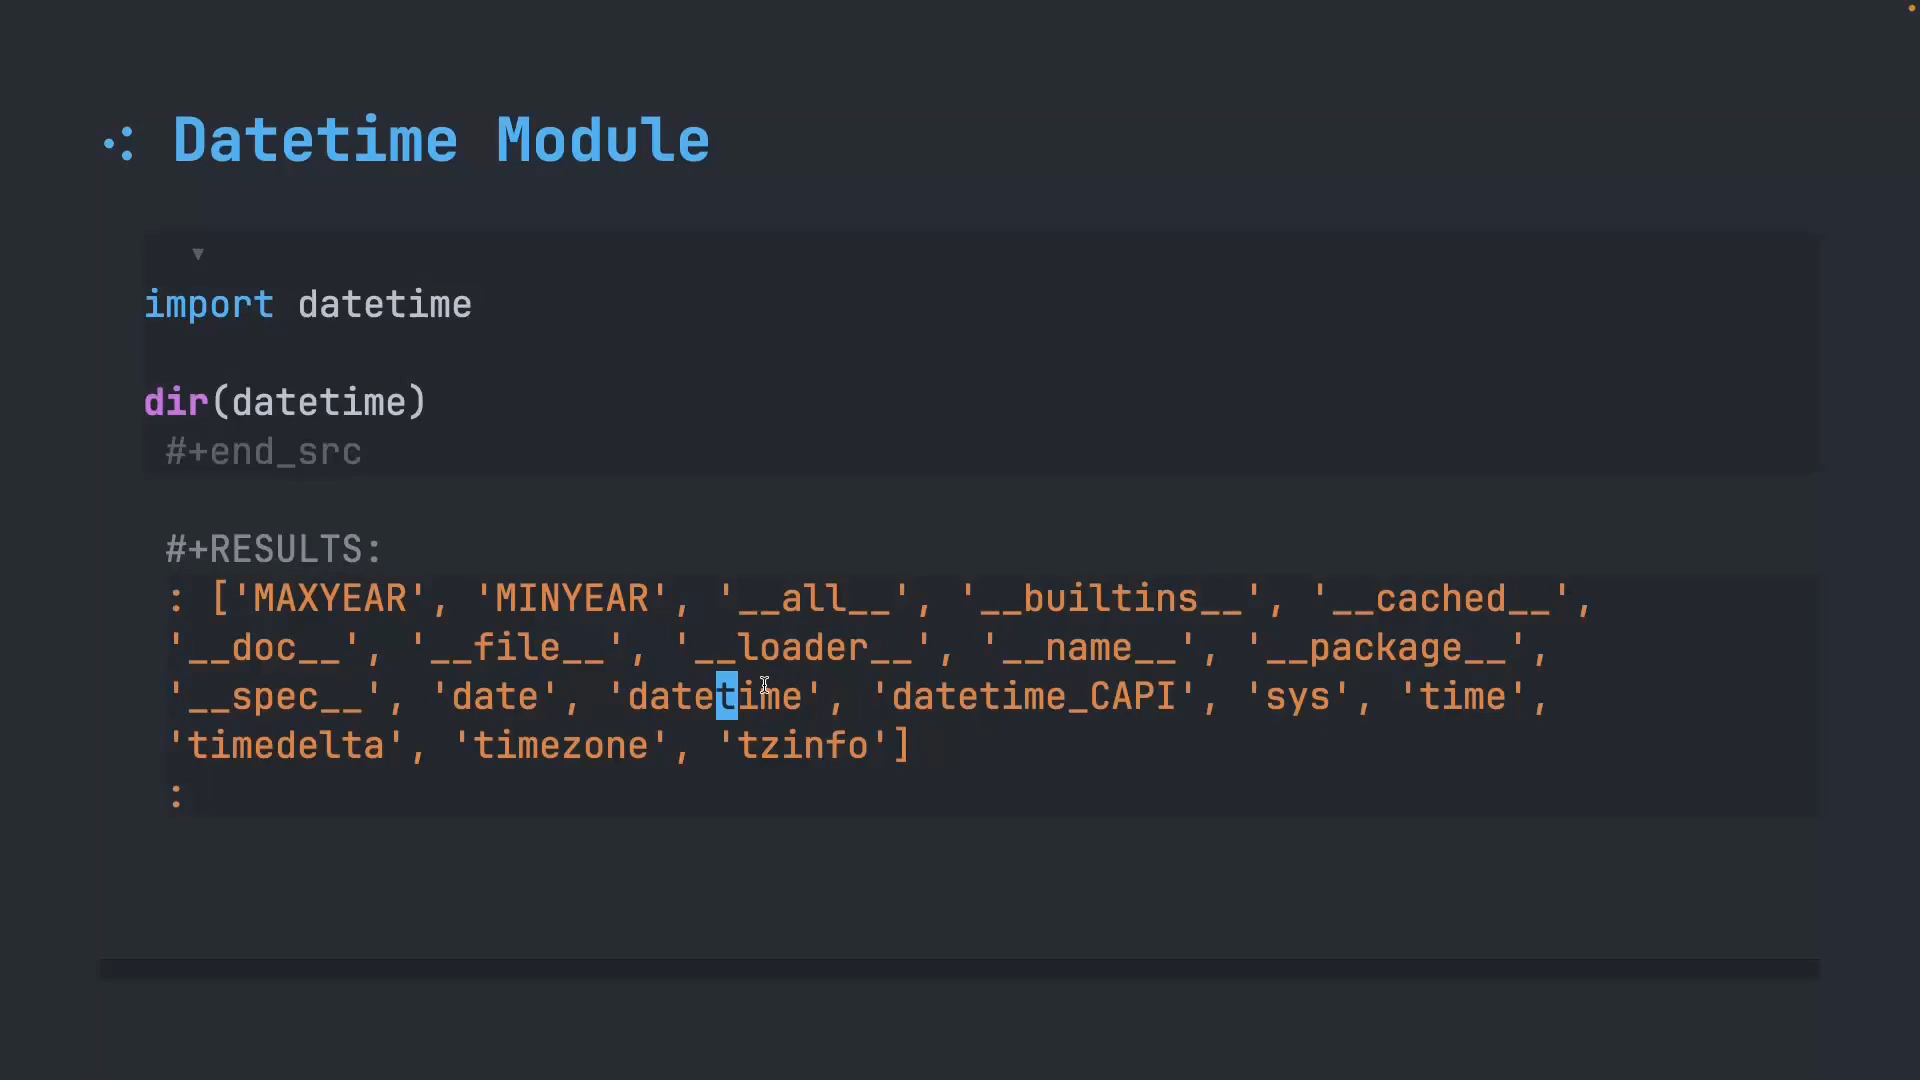 Datetime Module
import datetime
dir(datetime)
#+end_src
#+RESULTS:
: ['MAXYEAR', 'MINYEAR', '__all__', '__builtins__', '__cached__',
'__doc__', '__file__', '__loader__', '__name__', '__package__',
'__spec__', 'date', 'datetime', 'datetime_CAPI', 'sys', 'time',
'timedelta', 'timezone', 'tzinfo']
: